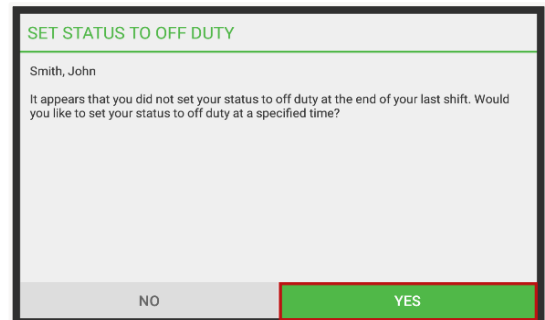 SET STATUS TO OFF DUTY
Smith, John
It appears that you did not set your status to off duty at the end of your last shift. Would
you like to set your status to off duty at a specified time?
NO
YES